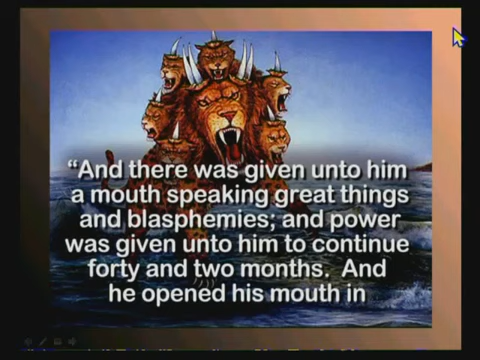 “And there was given unto him
a mouth speaking great things
and blasphemies; and power
was given unto him to continue
forty and two months.  And
he opened his mouth in